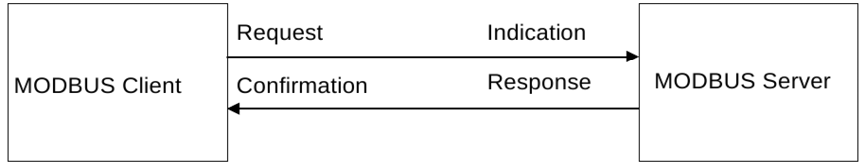 Request Indication
MODBUS Client Confirmation Response MODBUS Server